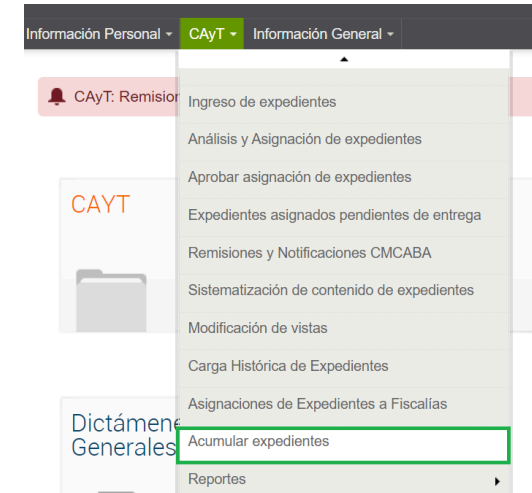 Información Personal CAyT Información General
CAyT: Remision
Ingreso de expedientes
Análisis y Asignación de expedientes
Aprobar asignación de expedientes
CAYT
Expedientes asignados pendientes de entrega
Remisiones y Notificaciones CMCABA
Sistematización de contenido de expedientes
Modificación de vistas
Carga Histórica de Expedientes
Asignaciones de Expedientes a Fiscalías
Dictámene
Generales
Acumular expedientes
Reportes